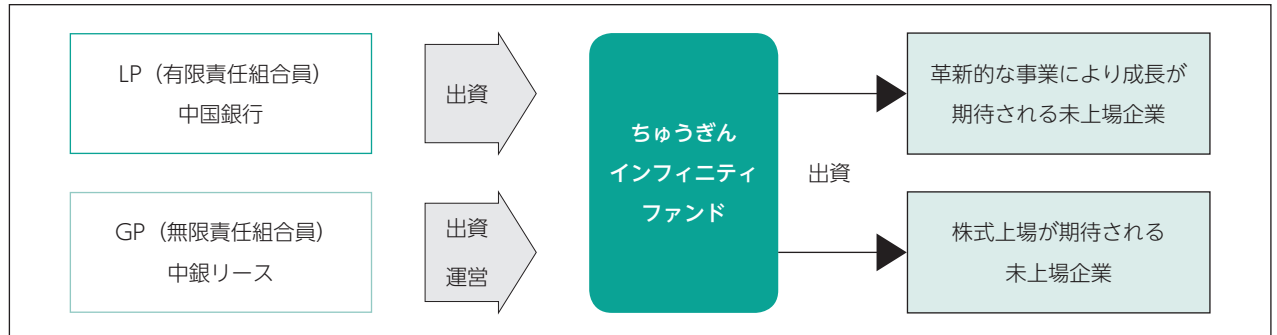 LP（有限責任組合員）
中国銀行
出資
GP（無限責任組合員）
中銀リース
出資
運営
ちゅうぎん
インフィニティ
ファンド
出資
革新的な事業により成長が
期待される未上場企業
株式上場が期待される
未上場企業